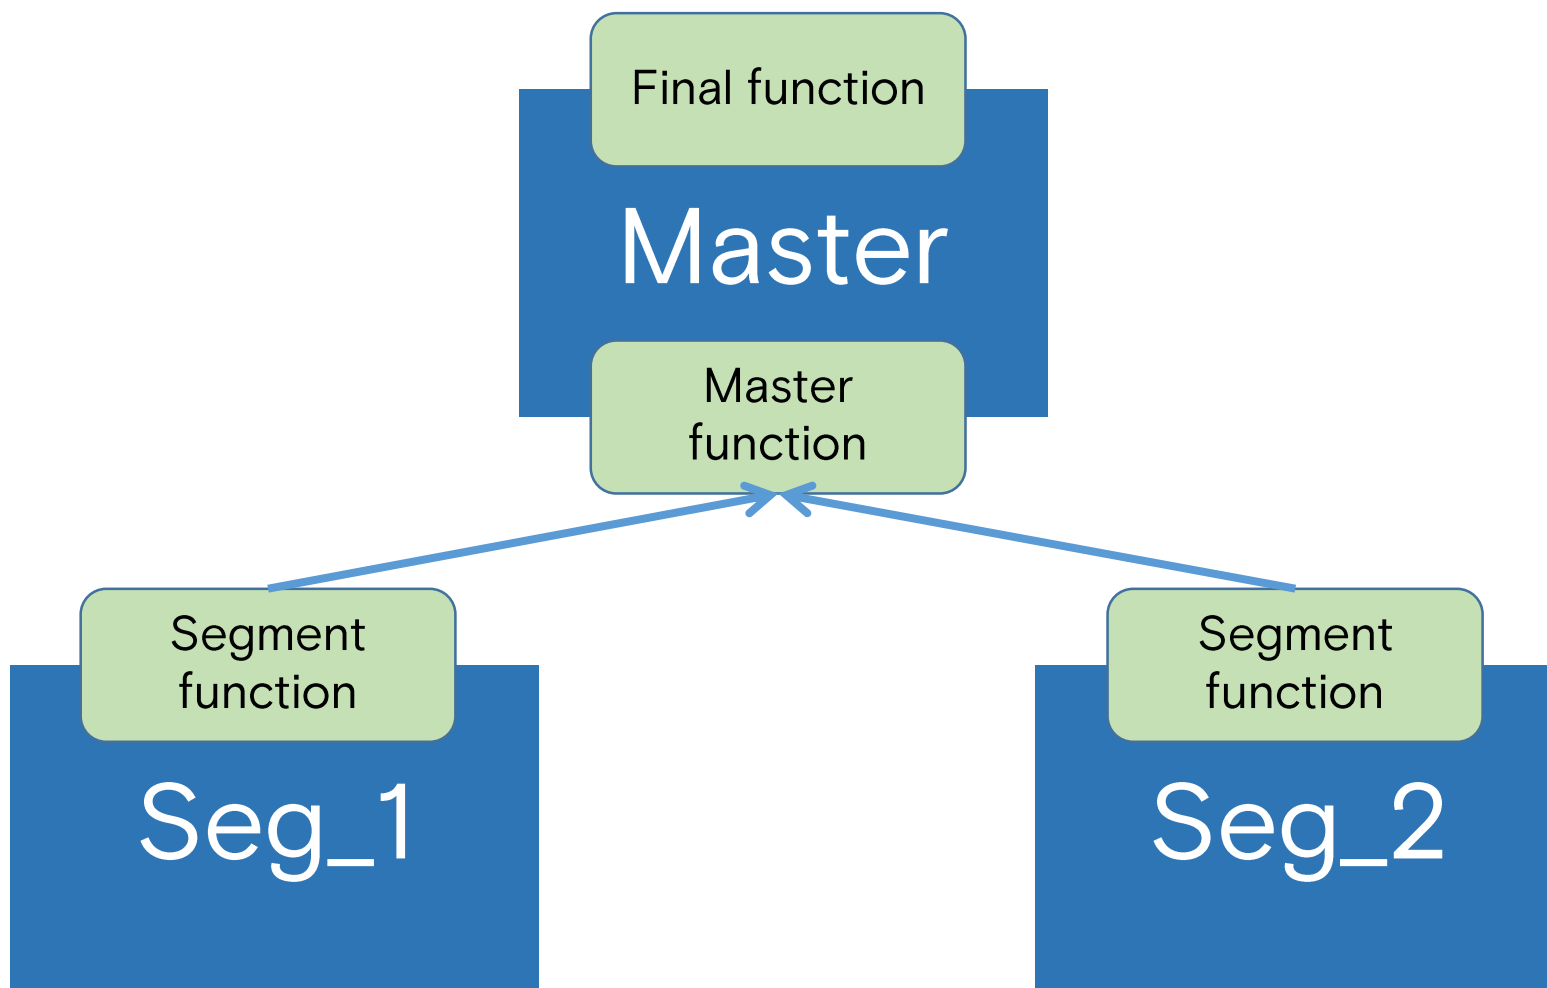 Final function
Master
Master
function
Segment
function
Segment
function
Seg_1
Seg_2